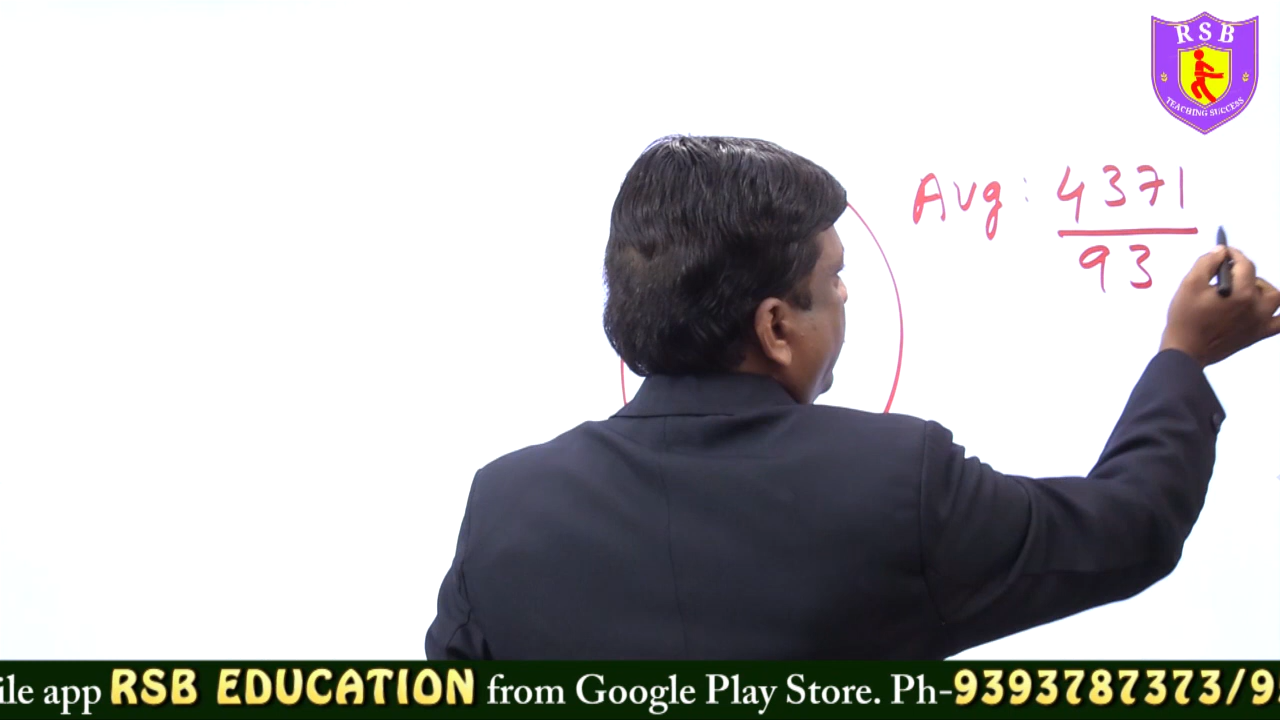 RSB
TEACHING SUCCESS
Avg: 4371
93
ile app RSB EDUCATION from Google Play Store. Ph-9393787373/9